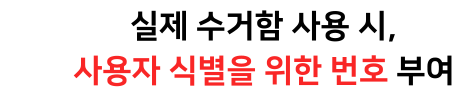 실제 수거함 사용 시,
사용자 식별을 위한 번호 부여